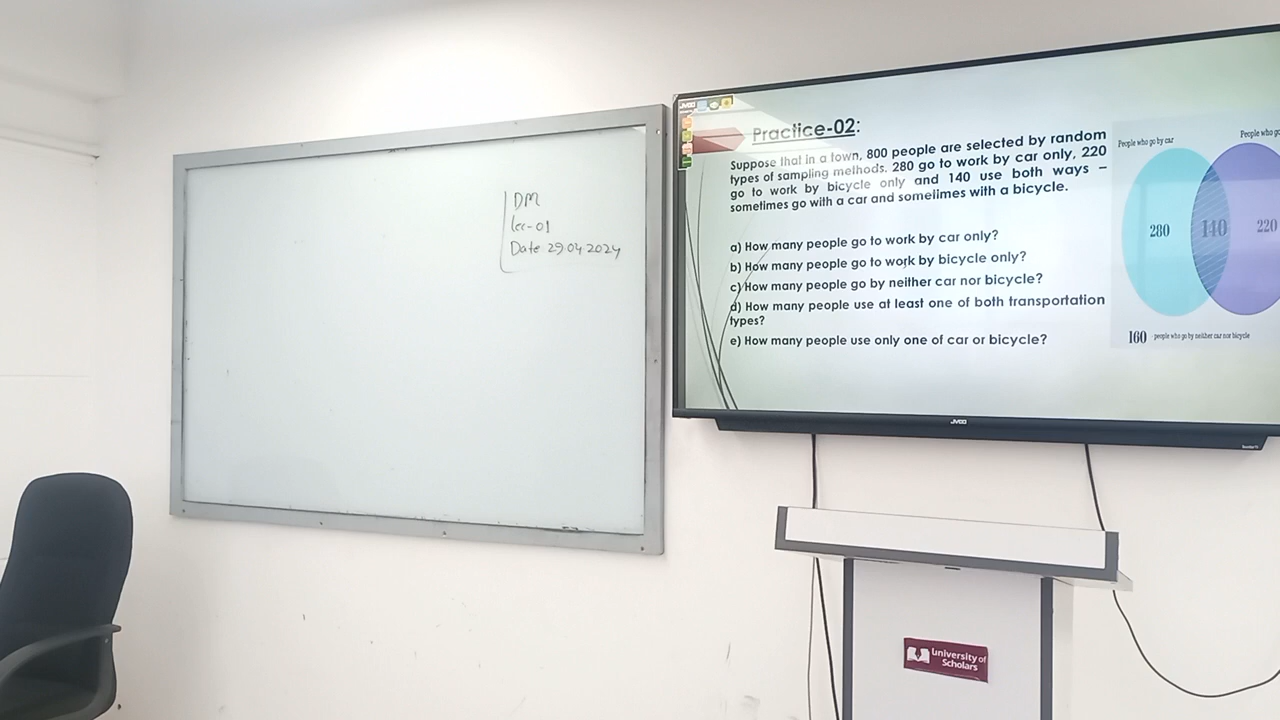 DM
lec-01
Date 29.04.2024
JVCO
Practice-02:
Suppose that in a town, 800 people are selected by random
types of sampling methods. 280 go to work by car only, 220
go to work by bicycle only and 140 use both ways –
sometimes go with a car and sometimes with a bicycle.
a) How many people go to work by car only?
b) How many people go to work by bicycle only?
c) How many people go by neither car nor bicycle?
d) How many people use at least one of both transportation
types?
e) How many people use only one of car or bicycle?
People who go by car
People who go
280
140
220
160 - people who go by neither car nor bicycle
JVCO
University of
Scholars